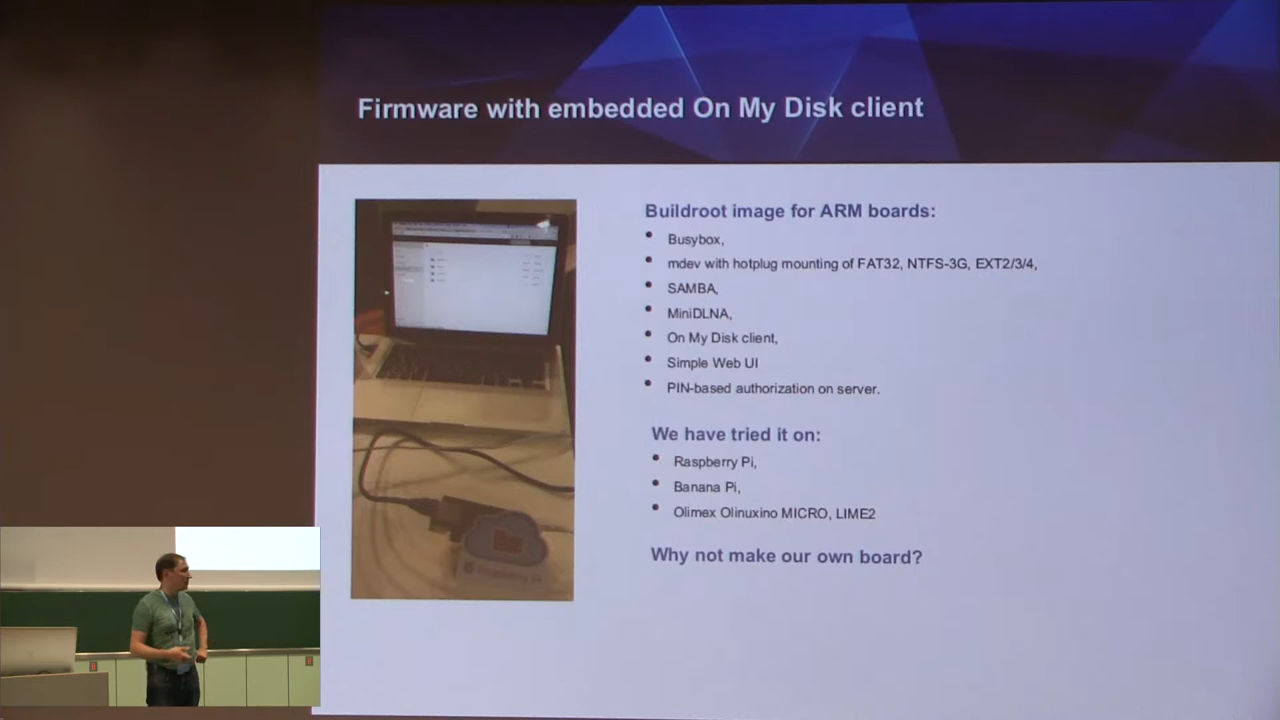 Firmware with embedded On My Disk client
Buildroot image for ARM boards:
• Busybox,
• mdev with hotplug mounting of FAT32, NTFS-3G, EXT2/3/4,
• SAMBA,
• MiniDLNA,
• On My Disk client,
• Simple Web UI
• PIN-based authorization on server.
We have tried it on:
• Raspberry Pi,
• Banana Pi,
• Olimex Olinuxino MICRO, LIME2
Why not make our own board?